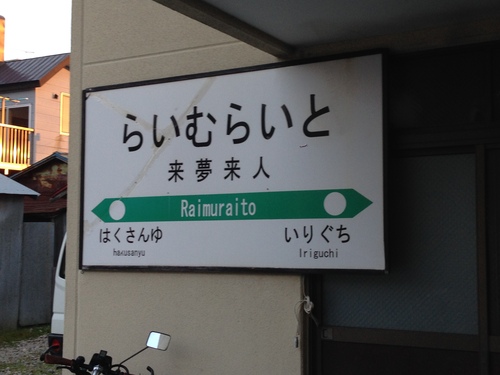 らいむらいと
来夢来人
Raimuraito
はくさんゆ いりぐち
hakusanyu Iriguchi